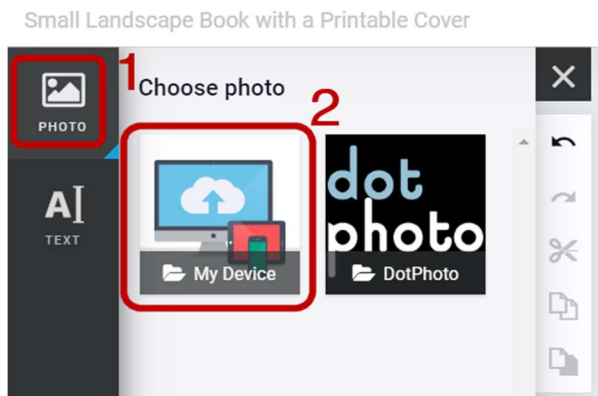 Small Landscape Book with a Printable Cover
1
PHOTO
Choose photo
2
A
TEXT
dot
photo
My Device
DotPhoto